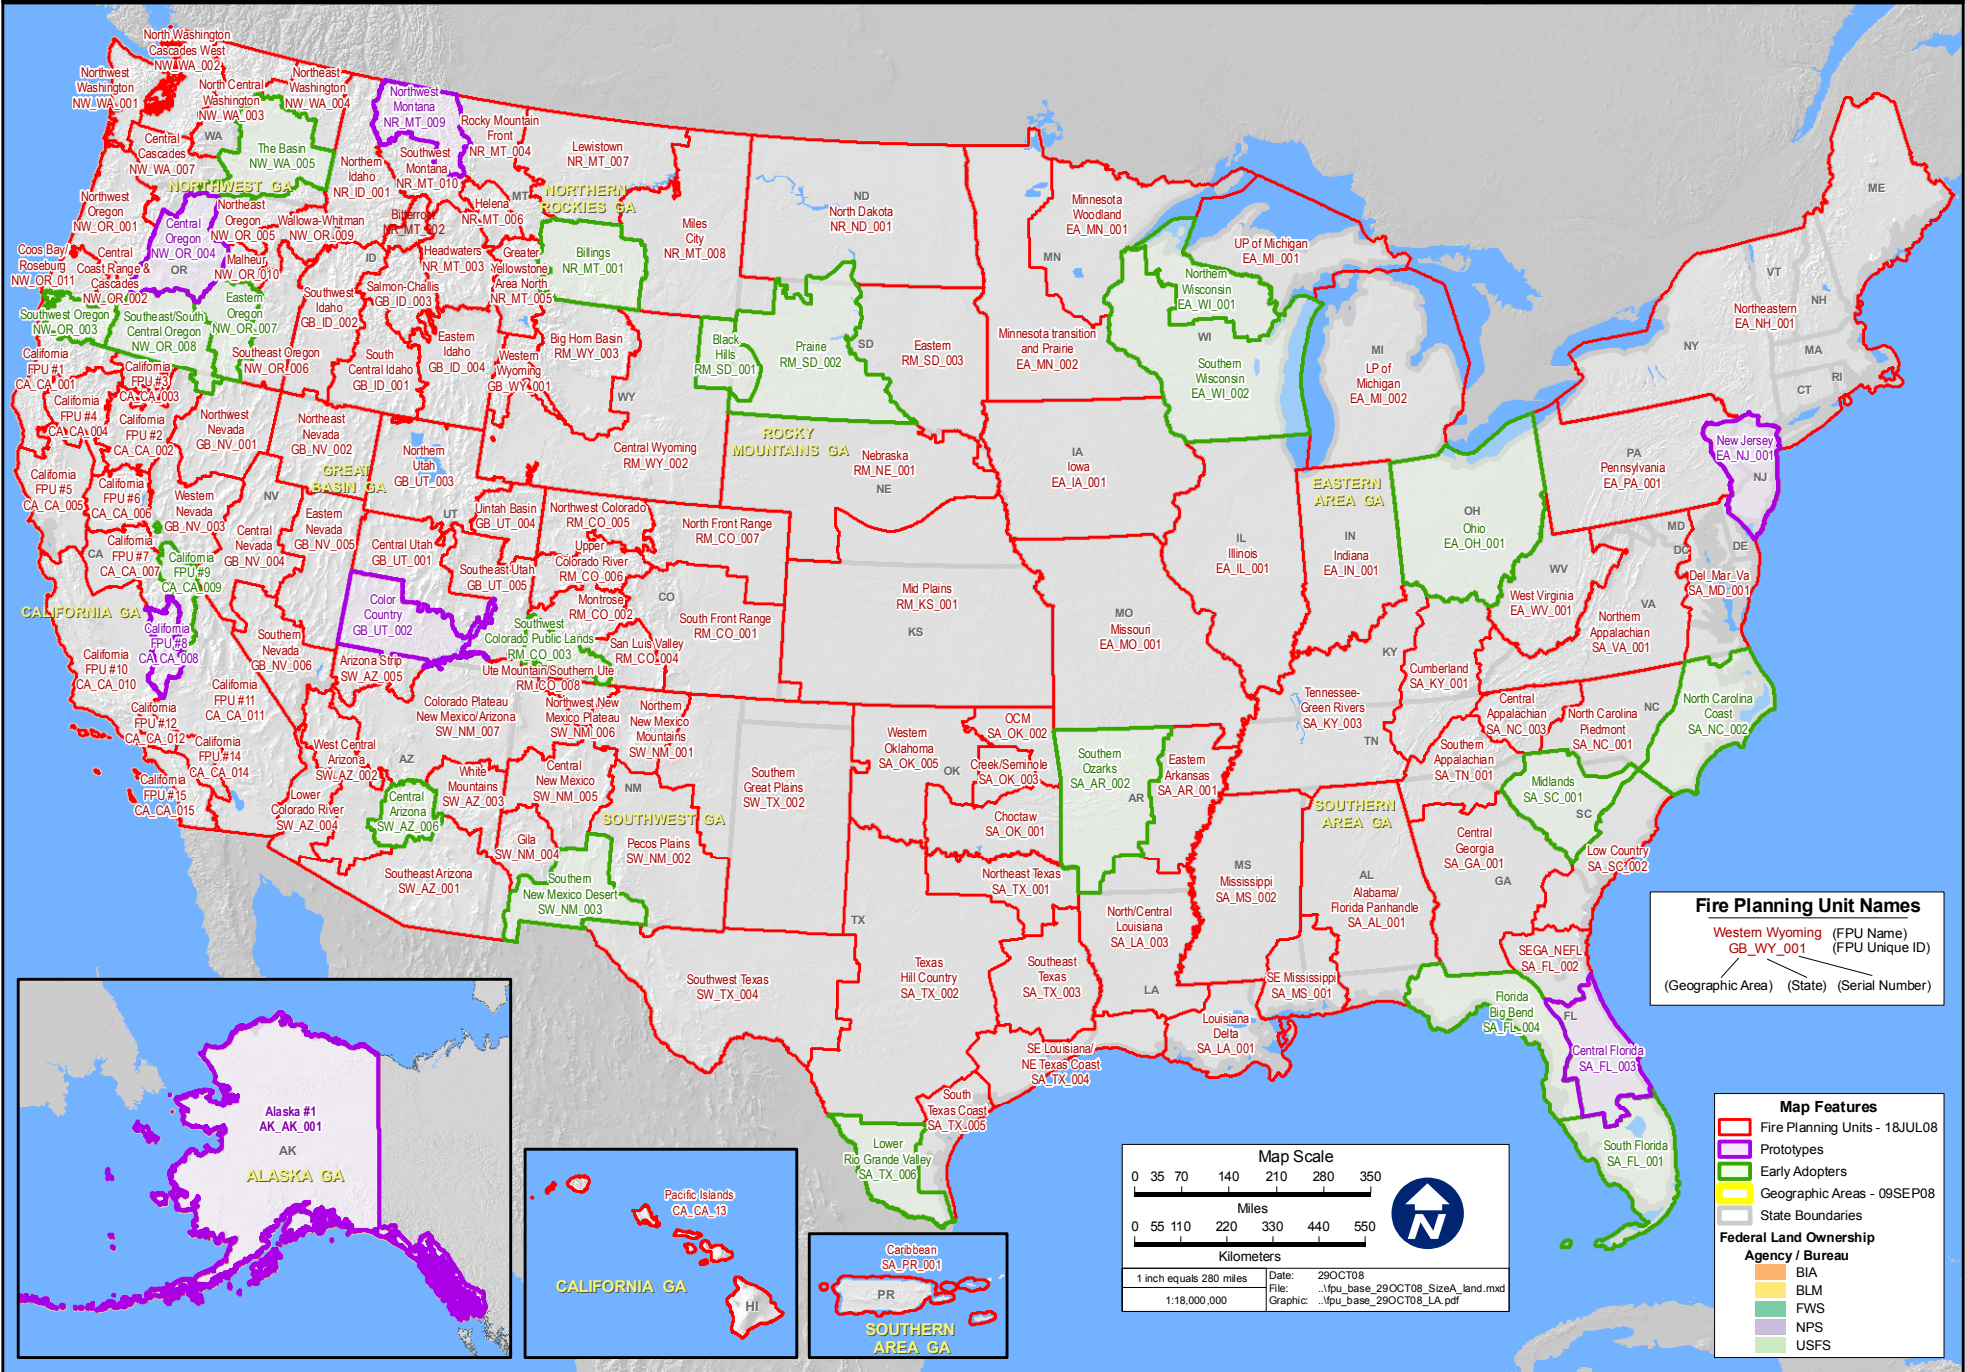 North Washington
Cascades West
NW_WA_002
Northwest
Washington
NW_WA_001
North Central
Washington
NW_WA_003
Northeast
Washington
NW_WA_004
WA
Central
Cascades
NW_WA_007
The Basin
NW_WA_005
NORTHWEST GA
Northern
Idaho
NR_ID_001
Northwest
Montana
NR_MT_009
Rocky Mountain
Front
NR_MT_004
Southwest
Montana
NR_MT_010
Lewistown
NR_MT_007
MT
NORTHERN
ROCKIES GA
Helena
NR_MT_006
Bitterroot
NR_MT_002
Headwaters
NR_MT_003
Greater
Yellowstone
Area North
NR_MT_005
Billings
NR_MT_001
Miles
City
NR_MT_008
Northwest
Oregon
NW_OR_001
Central
Oregon
NW_OR_004
OR
Northeast
Oregon
NW_OR_005
Wallowa-Whitman
NW_OR_009
Malheur
NW_OR_010
Coos Bay/
Roseburg
NW_OR_011
Central
Coast Range &
Cascades
NW_OR_002
Southwest Oregon
NW_OR_003
Southeast/South
Central Oregon
NW_OR_008
Eastern
Oregon
NW_OR_007
Southeast Oregon
NW_OR_006
ID
Southwest
Idaho
GB_ID_002
Salmon-Challis
GB_ID_003
South
Central Idaho
GB_ID_001
Eastern
Idaho
GB_ID_004
Western
Wyoming
GB_WY_001
Big Horn Basin
RM_WY_003
WY
Central Wyoming
RM_WY_002
ND
North Dakota
NR_ND_001
Black
Hills
RM_SD_001
Prairie
RM_SD_002
SD
Eastern
RM_SD_003
ROCKY
MOUNTAINS GA
Nebraska
RM_NE_001
NE
Minnesota
Woodland
EA_MN_001
MN
Minnesota transition
and Prairie
EA_MN_002
UP of Michigan
EA_MI_001
Northern
Wisconsin
EA_WI_001
WI
Southern
Wisconsin
EA_WI_002
MI
LP of
Michigan
EA_MI_002
IA
Iowa
EA_IA_001
EASTERN
AREA GA
ME
VT
NH
Northeastern
EA_NH_001
NY
MA
CT
RI
PA
Pennsylvania
EA_PA_001
New Jersey
EA_NJ_001
NJ
MD
DC
DE
Del_Mar_Va
SA_MD_001
OH
Ohio
EA_OH_001
IN
Indiana
EA_IN_001
IL
Illinois
EA_IL_001
MO
Missouri
EA_MO_001
WV
West Virginia
EA_WV_001
VA
Northern
Appalachian
SA_VA_001
KY
Cumberland
SA_KY_001
Tennessee-
Green Rivers
SA_KY_003
TN
Central
Appalachian
SA_NC_003
North Carolina
Piedmont
SA_NC_001
NC
North Carolina
Coast
SA_NC_002
Southern
Appalachian
SA_TN_001
Midlands
SA_SC_001
SC
Low Country
SA_SC_002
SOUTHERN
AREA GA
Central
Georgia
SA_GA_001
GA
AL
Alabama/
Florida Panhandle
SA_AL_001
MS
Mississippi
SA_MS_002
SE Mississippi
SA_MS_001
SEGA_NEFL
SA_FL_002
Florida
Big Bend
SA_FL_004
FL
Central Florida
SA_FL_003
South Florida
SA_FL_001
California
FPU #1
CA_CA_001
California
FPU #3
CA_CA_003
California
FPU #4
CA_CA_004
California
FPU #2
CA_CA_002
California
FPU #5
CA_CA_005
California
FPU #6
CA_CA_006
California
FPU #7
CA_CA_007
CA
California
FPU #9
CA_CA_009
CALIFORNIA GA
California
FPU #8
CA_CA_008
California
FPU #10
CA_CA_010
California
FPU #11
CA_CA_011
California
FPU #12
CA_CA_012
California
FPU #14
CA_CA_014
California
FPU #15
CA_CA_015
Northwest
Nevada
GB_NV_001
Northeast
Nevada
GB_NV_002
GREAT
BASIN GA
NV
Western
Nevada
GB_NV_003
Central
Nevada
GB_NV_004
Eastern
Nevada
GB_NV_005
Southern
Nevada
GB_NV_006
Northern
Utah
GB_UT_003
UT
Uintah Basin
GB_UT_004
Central Utah
GB_UT_001
Southeast Utah
GB_UT_005
Color
Country
GB_UT_002
Northwest Colorado
RM_CO_005
Upper
Colorado River
RM_CO_006
North Front Range
RM_CO_007
CO
Montrose
RM_CO_002
South Front Range
RM_CO_001
Southwest
Colorado Public Lands
RM_CO_003
San Luis Valley
RM_CO_004
Ute Mountain/Southern Ute
RM_CO_008
Mid Plains
RM_KS_001
KS
Arizona Strip
SW_AZ_005
Colorado Plateau
New Mexico/Arizona
SW_NM_007
Northwest New
Mexico Plateau
SW_NM_006
Northern
New Mexico
Mountains
SW_NM_001
West Central
Arizona
SW_AZ_002
AZ
White
Mountains
SW_AZ_003
Central
New Mexico
SW_NM_005
NM
Lower
Colorado River
SW_AZ_004
Central
Arizona
SW_AZ_006
Gila
SW_NM_004
SOUTHWEST GA
Pecos Plains
SW_NM_002
Southeast Arizona
SW_AZ_001
Southern
New Mexico Desert
SW_NM_003
Southern
Great Plains
SW_TX_002
Western
Oklahoma
SA_OK_005
OK
OCM
SA_OK_002
Creek/Seminole
SA_OK_003
Choctaw
SA_OK_001
Southern
Ozarks
SA_AR_002
AR
Eastern
Arkansas
SA_AR_001
Northeast Texas
SA_TX_001
TX
Southwest Texas
SW_TX_004
Texas
Hill Country
SA_TX_002
Southeast
Texas
SA_TX_003
North/Central
Louisiana
SA_LA_003
LA
Louisiana
Delta
SA_LA_001
SE Louisiana/
NE Texas Coast
SA_TX_004
South
Texas Coast
SA_TX_005
Lower
Rio Grande Valley
SA_TX_006
Alaska #1
AK_AK_001
AK
ALASKA GA
Pacific Islands
CA_CA_13
CALIFORNIA GA
HI
Caribbean
SA_PR_001
PR
SOUTHERN
AREA GA
Fire Planning Unit Names
Western Wyoming (FPU Name)
GB_WY_001 (FPU Unique ID)
(Geographic Area) (State) (Serial Number)
Map Scale
0 35 70 140 210 280 350
Miles
0 55 110 220 330 440 550
Kilometers
1 inch equals 280 miles
1:18,000,000
Date: 29OCT08
File: ..\fpu_base_29OCT08_SizeA_land.mxd
Graphic: ..\fpu_base_29OCT08_LA.pdf
N
Map Features
Fire Planning Units - 18JUL08
Prototypes
Early Adopters
Geographic Areas - 09SEP08
State Boundaries
Federal Land Ownership
Agency / Bureau
BIA
BLM
FWS
NPS
USFS